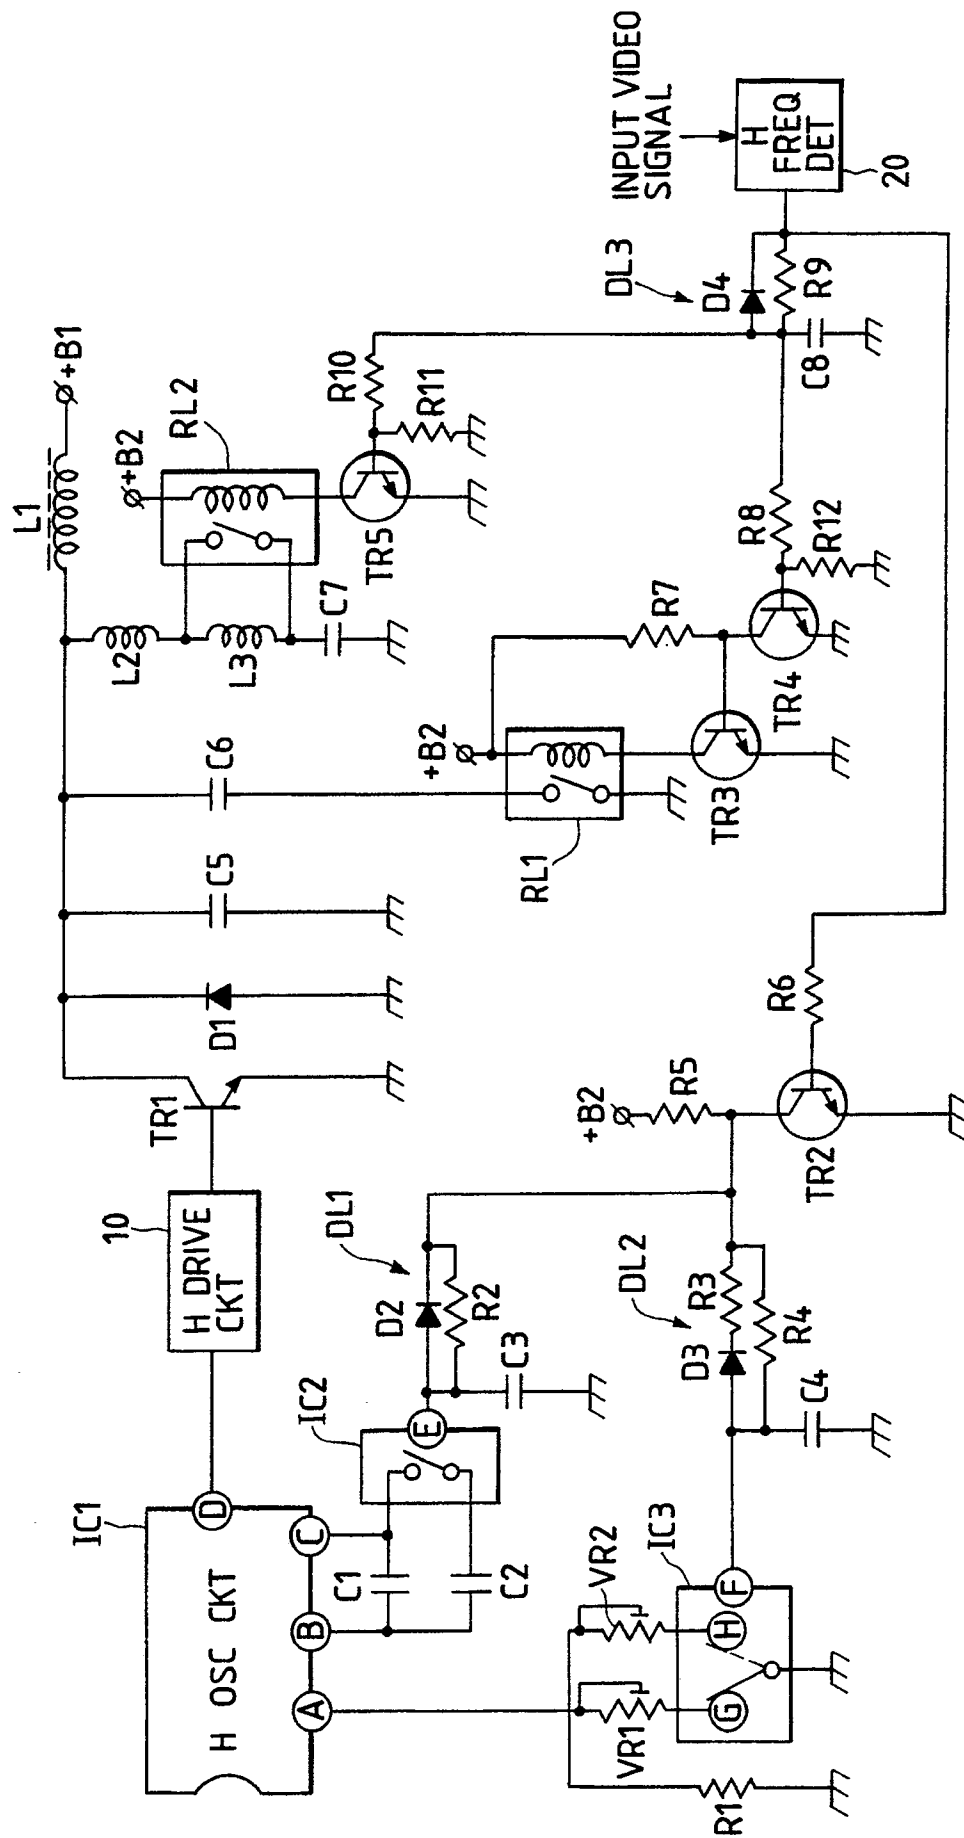 L1
+B1
L2
L3
C7
+B2
RL2
TR5
R10
R11
INPUT VIDEO
SIGNAL
H
FREQ
DET
20
DL3
D4
R9
C8
R8
R12
R7
TR4
TR3
+B2
RL1
C6
C5
D1
TR1
10
H DRIVE
CKT
IC1
H OSC CKT
A
B
C
D
C1
C2
IC2
E
DL1
D2
R2
C3
+B2
R5
R6
TR2
DL2
R3
D3
R4
C4
IC3
F
G
H
VR1
VR2
R1